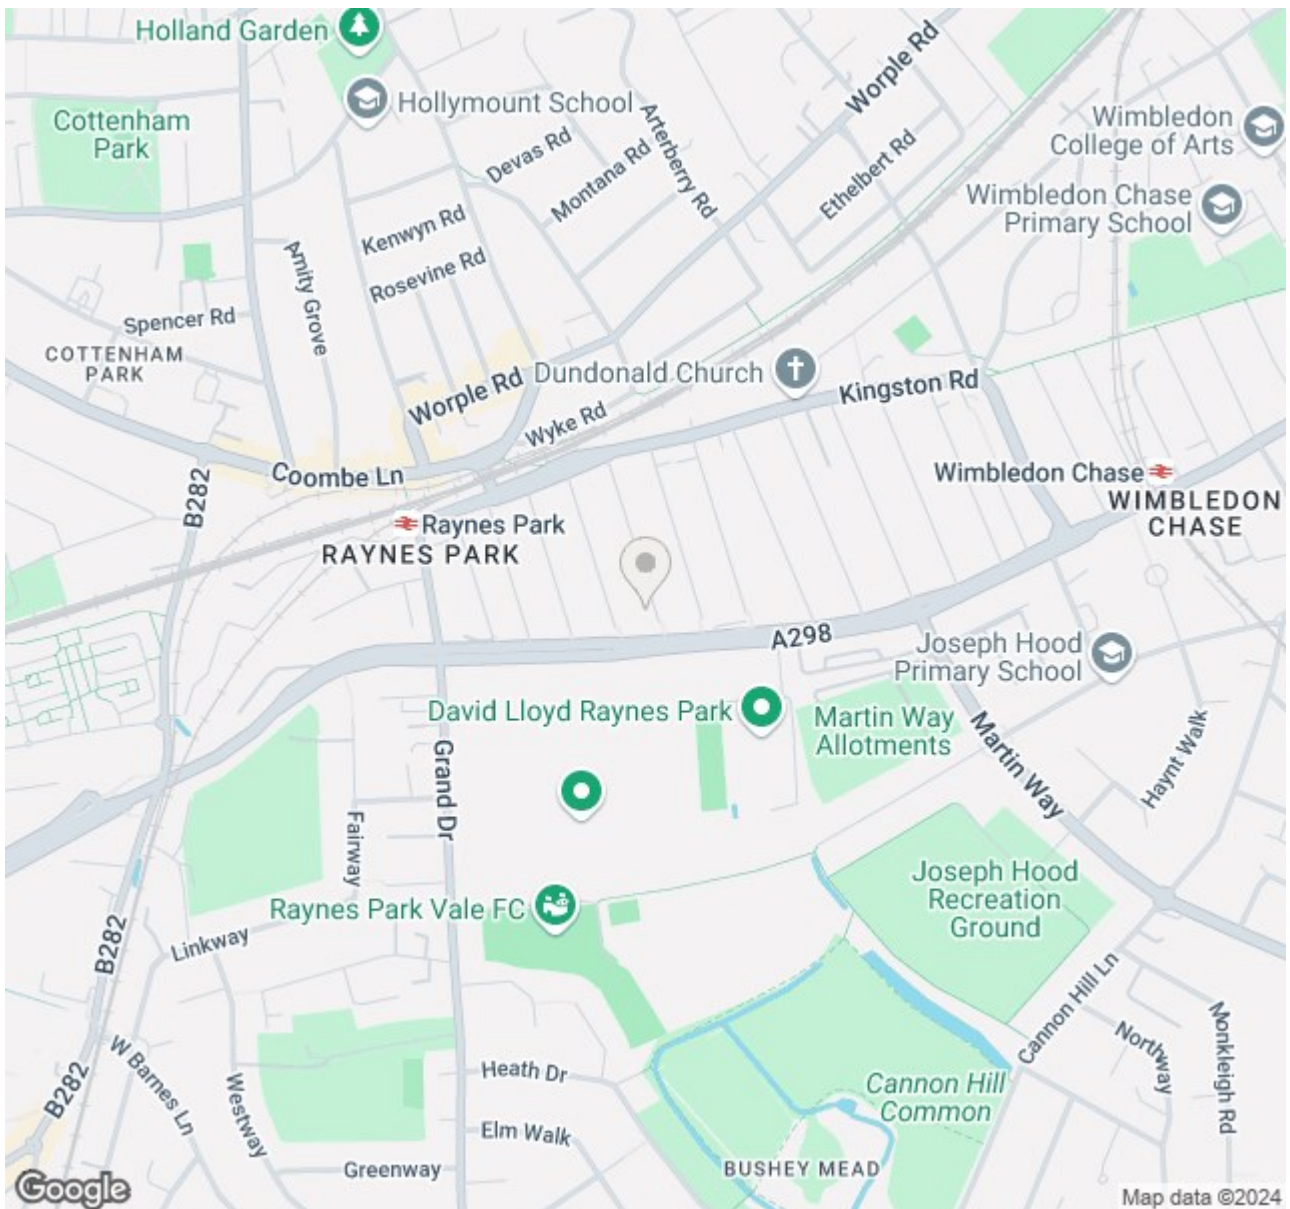 Holland Garden
Hollymount School
Worple Rd
Cottenham
Park
Devas Rd
Montana Rd
Arterberry Rd
Ethelbert Rd
Wimbledon
College of Arts
Wimbledon Chase
Primary School
Kenwyn Rd
Rosevine Rd
Amity Grove
Spencer Rd
COTTENHAM
PARK
Worple Rd
Dundonald Church
Kingston Rd
Wyke Rd
Coombe Ln
B282
Wimbledon Chase
WIMBLEDON
CHASE
Raynes Park
RAYNES PARK
A298
Joseph Hood
Primary School
David Lloyd Raynes Park
Martin Way
Allotments
Martin Way
Haynt Walk
Grand Dr
Fairway
Joseph Hood
Recreation
Ground
Raynes Park Vale FC
Linkway
B282
Cannon Hill Ln
Monkleigh Rd
Northway
W Barnes Ln
Westway
B282
Heath Dr
Elm Walk
Greenway
Cannon Hill
Common
BUSHEY MEAD
Google
Map data ©2024